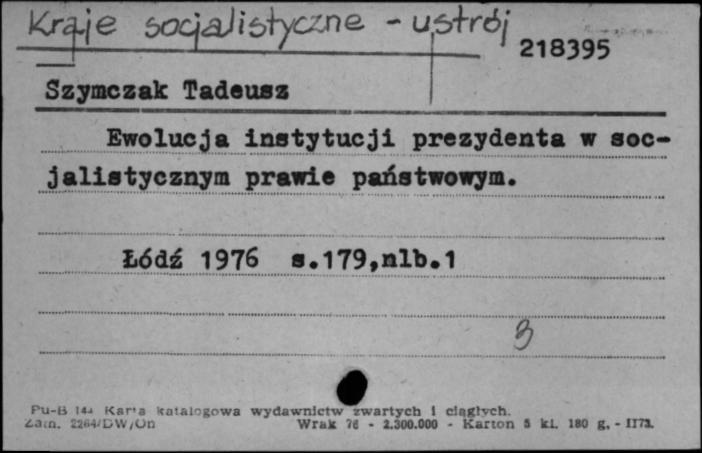 Kraje socjalistyczne - ustrój
218395
Szymczak Tadeusz
Ewolucja instytucji prezydenta w soc-
jalistycznym prawie państwowym.
Łódź 1976 s.179,nlb.1
3
Pu-B 144 Karta katalogowa wydawnictw zwartych i ciągłych.
Zam. 2264/DW/Dn Wrak 76 - 2.300.000 - Karton 5 kl. 180 g. - II73.